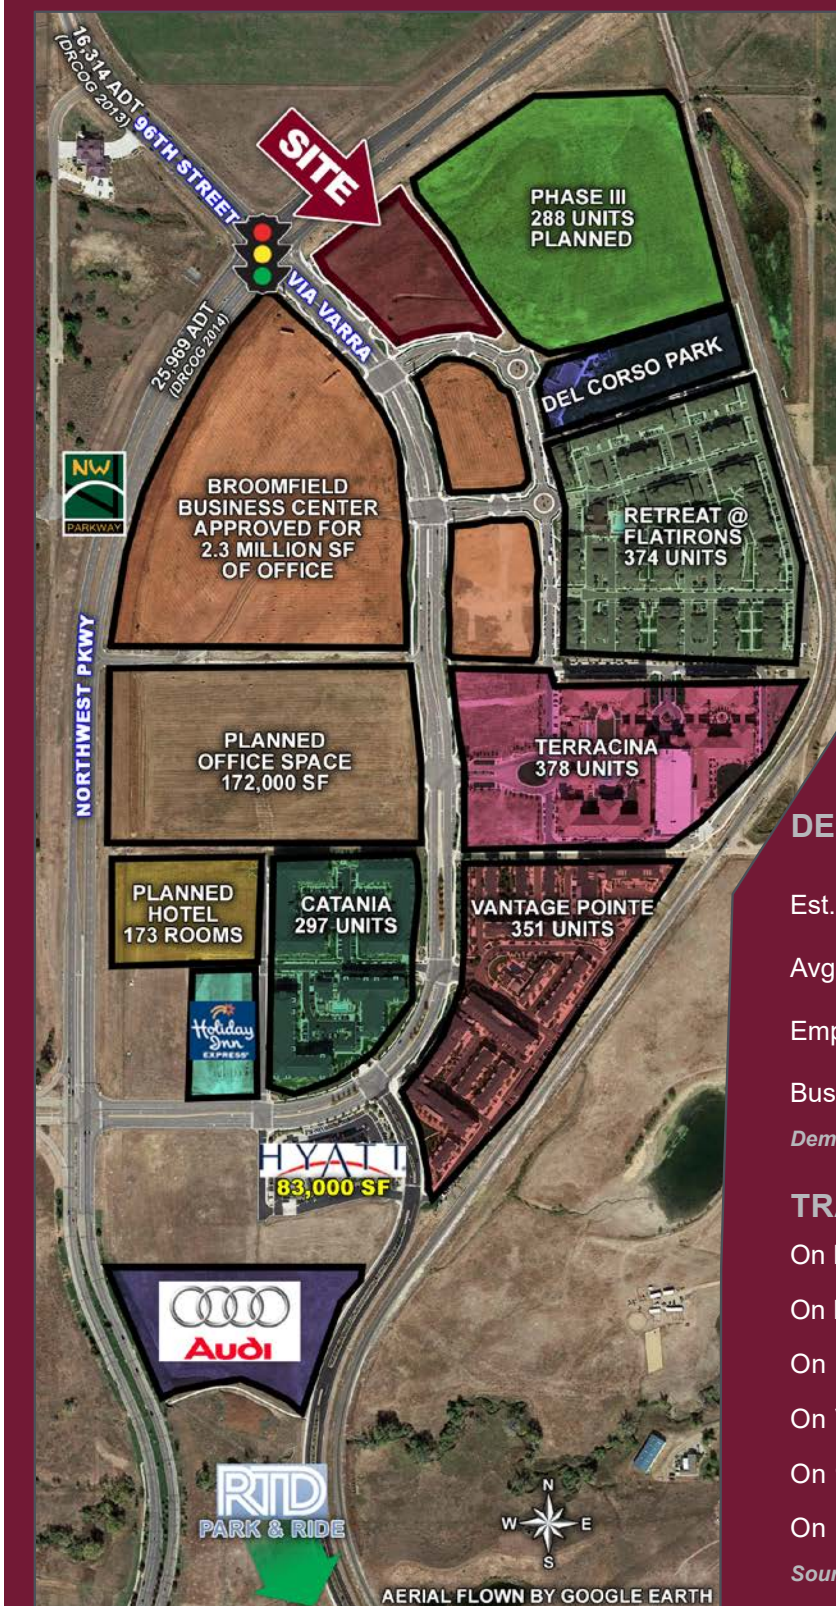 16,314 ADT
(DRCOG 2013)
96TH STREET
SITE
PHASE III
288 UNITS
PLANNED
VIA VARRA
25,969 ADT
(DRCOG 2014)
DEL CORSO PARK
NW
PARKWAY
BROOMFIELD
BUSINESS CENTER
APPROVED FOR
2.3 MILLION SF
OF OFFICE
RETREAT @
FLATIRONS
374 UNITS
NORTHWEST PKWY
PLANNED
OFFICE SPACE
172,000 SF
TERRACINA
378 UNITS
DE
Est.
PLANNED
HOTEL
173 ROOMS
CATANIA
297 UNITS
VANTAGE POINTE
351 UNITS
Avg
Emp
Holiday
Inn
EXPRESS
Bus
Dem
HYATT
83,000 SF
TRA
On
On
Audi
On
On
On
On
RTD
PARK & RIDE
N
W E
S
Sour
AERIAL FLOWN BY GOOGLE EARTH